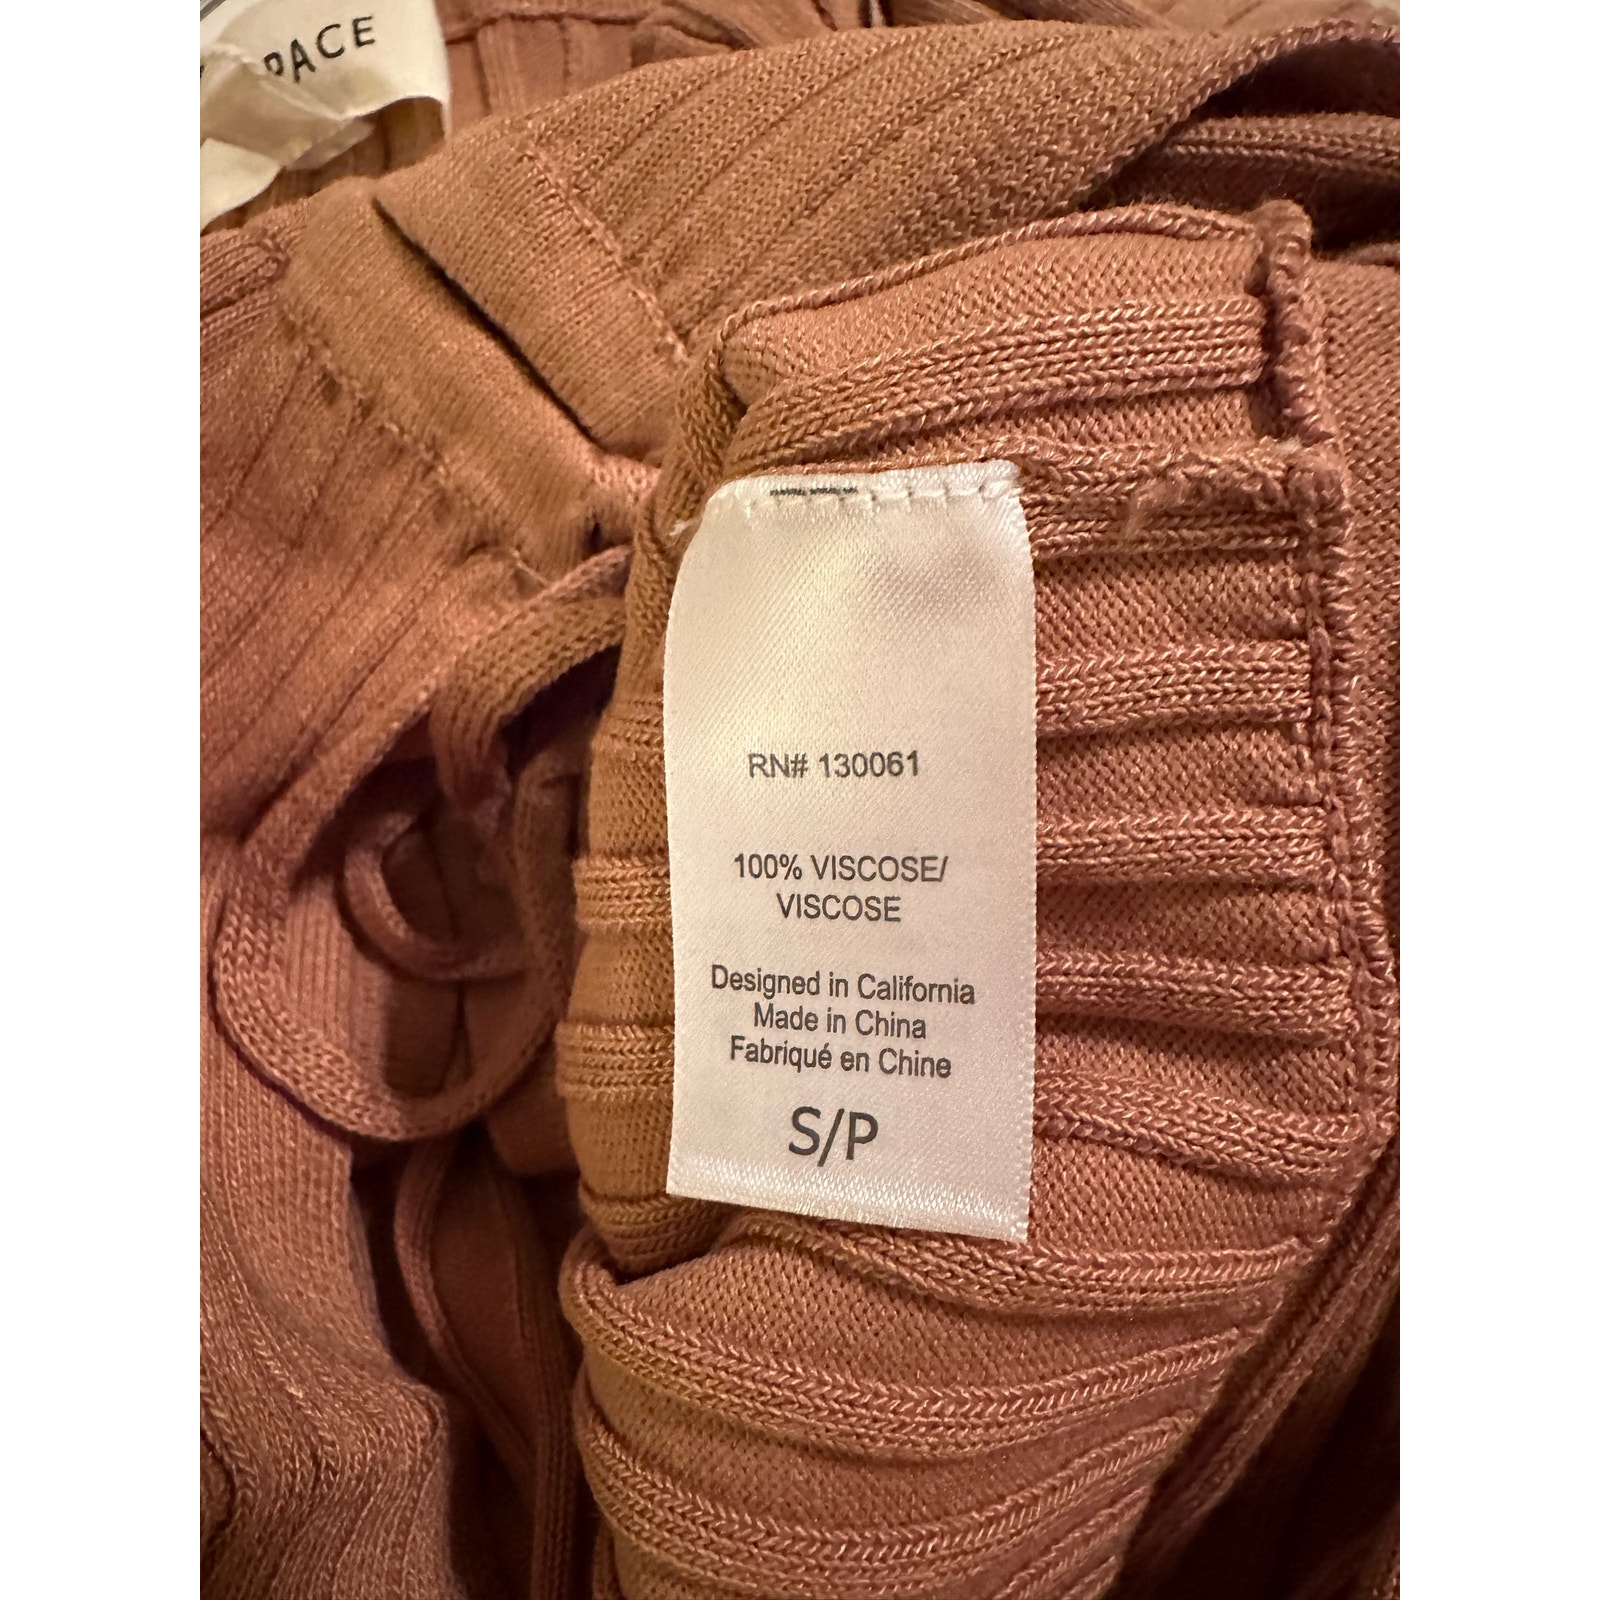 PACE
RN# 130061
100% VISCOSE/
VISCOSE
Designed in California
Made in China
Fabriqué en Chine
S/P